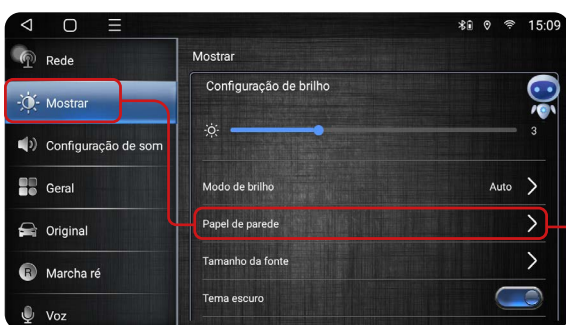 15:09
Rede
Mostrar
Configuração de som
Geral
Original
R Marcha ré
Voz
Mostrar
Configuração de brilho
3
Modo de brilho Auto
Papel de parede
Tamanho da fonte
Tema escuro